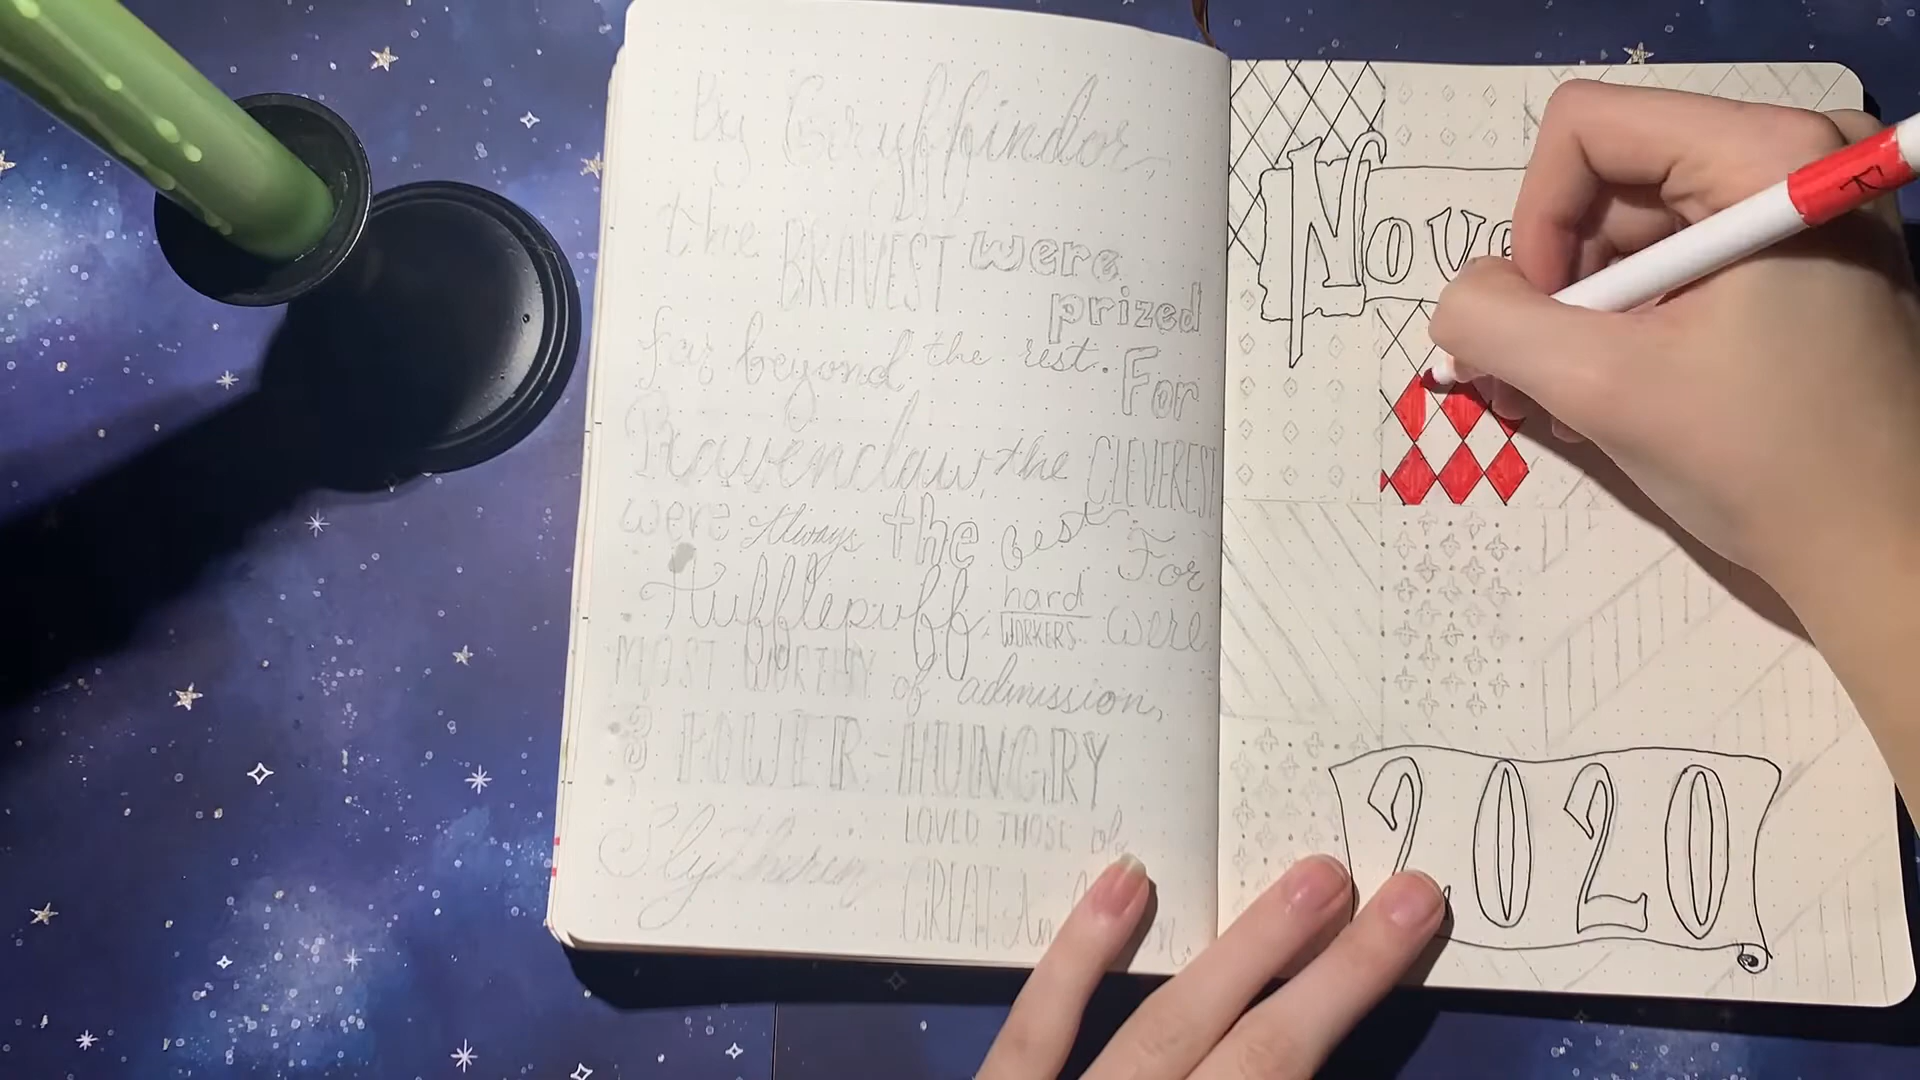 By Gryffindor,
the BRAVEST were
prized
far beyond the rest. For
Ravenclaw, the CLEVEREST
were Always the Best For
Hufflepuff, hard WORKERS were
MOST WORTHY of admission,
& POWER-HUNGRY
Slytherin LOVED THOSE of
GREAT
Nove
2020
K